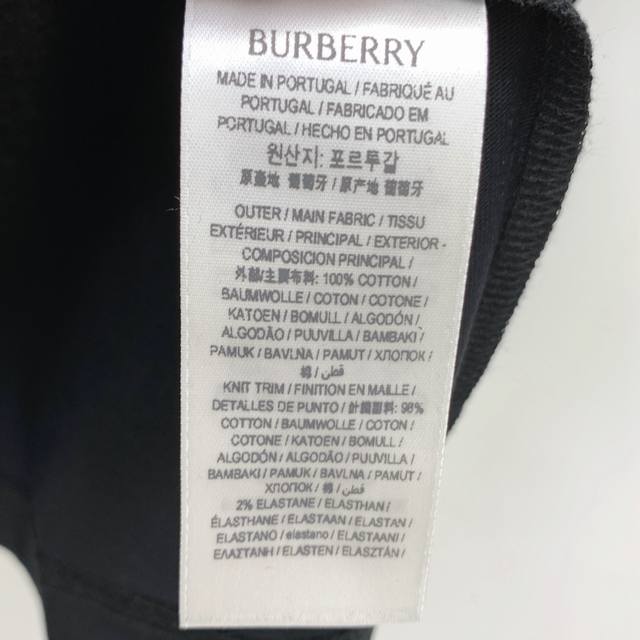 BURBERRY
MADE IN PORTUGAL / FABRIQUÉ AU
PORTUGAL / FABRICADO EM
PORTUGAL / HECHO EN PORTUGAL
원산지: 포르투갈
原產地 葡萄牙 / 原产地 葡萄牙
OUTER / MAIN FABRIC / TISSU
EXTÉRIEUR / PRINCIPAL / EXTERIOR -
COMPOSICION PRINCIPAL /
外部/主要布料: 100% COTTON /
BAUMWOLLE / COTON / COTONE /
KATOEN / BOMULL / ALGODÓN /
ALGODÃO / PUUVILLA / BAMBAKI /
PAMUK / BAVLNA / PAMUT / ХЛОПОК /
棉 / قطن /
KNIT TRIM / FINITION EN MAILLE /
DETALLES DE PUNTO / 針織 98%
COTTON / BAUMWOLLE / COTON /
COTONE / KATOEN / BOMULL /
ALGODÓN / ALGODÃO / PUUVILLA /
BAMBAKI / PAMUK / BAVLNA / PAMUT /
ХЛОПОК / 棉 / قطن /
2% ELASTANE / ELASTHAN /
ÉLASTHANE / ELASTAAN / ELASTAN /
ELASTANO / elastano / ELASTAANI /
ΕΛΑΣΤΑΝΗ / ELASTEN / ELASZTÁN /